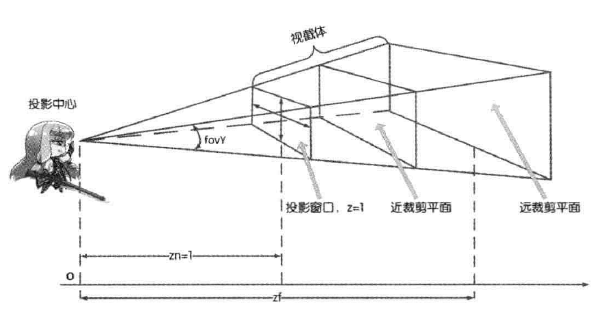 视截体
投影中心
fovY
投影窗口，z=1
近裁剪平面
远裁剪平面
zn=1
O
zf